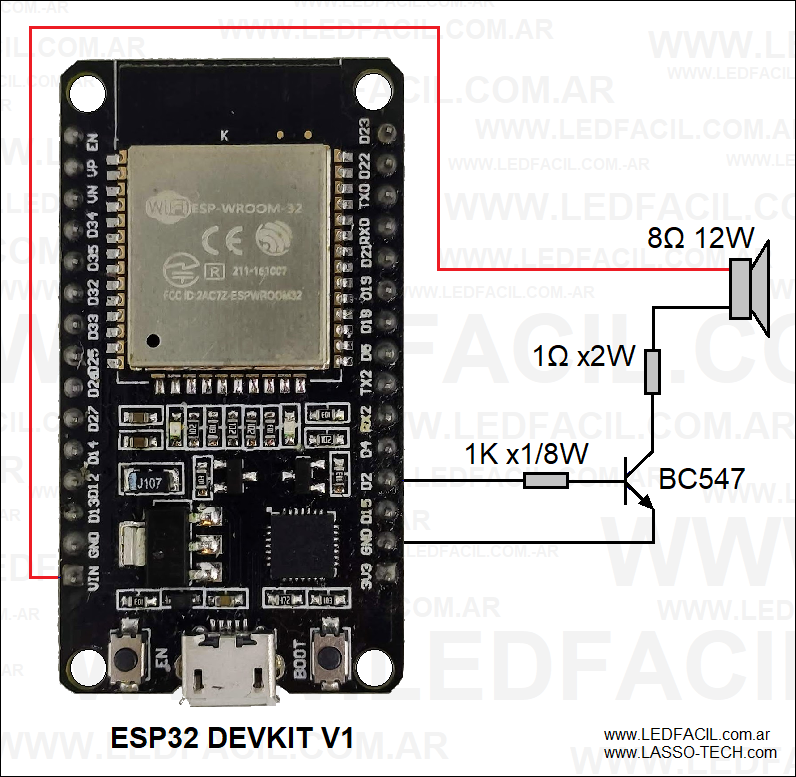 WWW.LEDFACIL.COM.AR
8Ω 12W
1Ω x2W
1K x1/8W
BC547
K
WiFi ESP-WROOM-32
CE
R 211-161007
FCC ID:2AC7Z-ESPWROOM32
EN
VP
VN
D34
D35
D32
D33
D25
D26
D27
D14
D12
D13
GND
VIN
D23
D22
TX0
RX0
D21
D19
D18
D5
TX2
RX2
D4
D2
D15
GND
3V3
J107
EN
BOOT
ESP32 DEVKIT V1
www.LEDFACIL.com.ar
www.LASSO-TECH.com